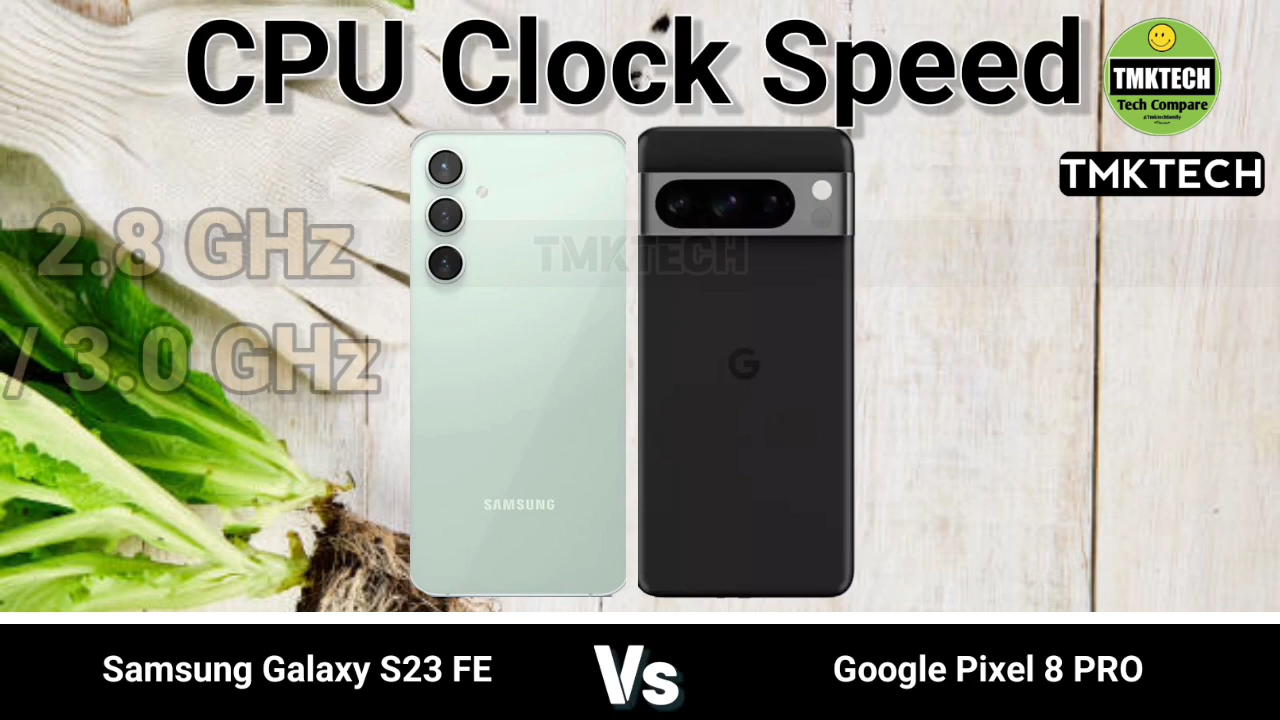 CPU Clock Speed
TMKTECH
Tech Compare
@Tmktechfamily
TMKTECH
2.8 GHz
/ 3.0 GHz
TMKTECH
G
SAMSUNG
Samsung Galaxy S23 FE
Vs
Google Pixel 8 PRO